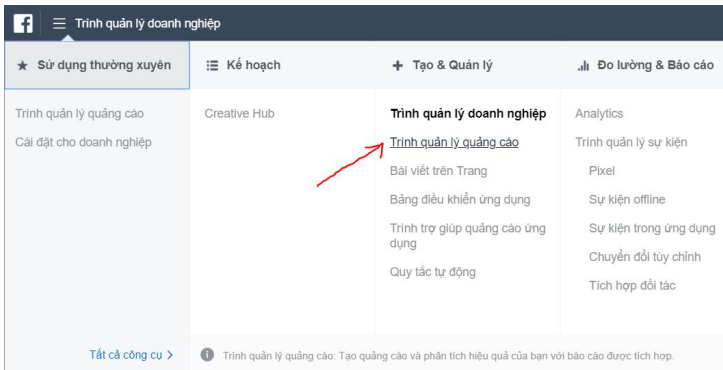 Trình quản lý doanh nghiệp
Sử dụng thường xuyên
Trình quản lý quảng cáo
Cài đặt cho doanh nghiệp
Tất cả công cụ >
Kế hoạch
Creative Hub
Tạo & Quản lý
Trình quản lý doanh nghiệp
Trình quản lý quảng cáo
Bài viết trên Trang
Bảng điều khiển ứng dụng
Trình trợ giúp quảng cáo ứng
dụng
Quy tắc tự động
Đo lường & Báo cáo
Analytics
Trình quản lý sự kiện
Pixel
Sự kiện offline
Sự kiện trong ứng dụng
Chuyển đổi tùy chỉnh
Tích hợp đối tác
Trình quản lý quảng cáo: Tạo quảng cáo và phân tích hiệu quả của bạn với báo cáo được tích hợp.